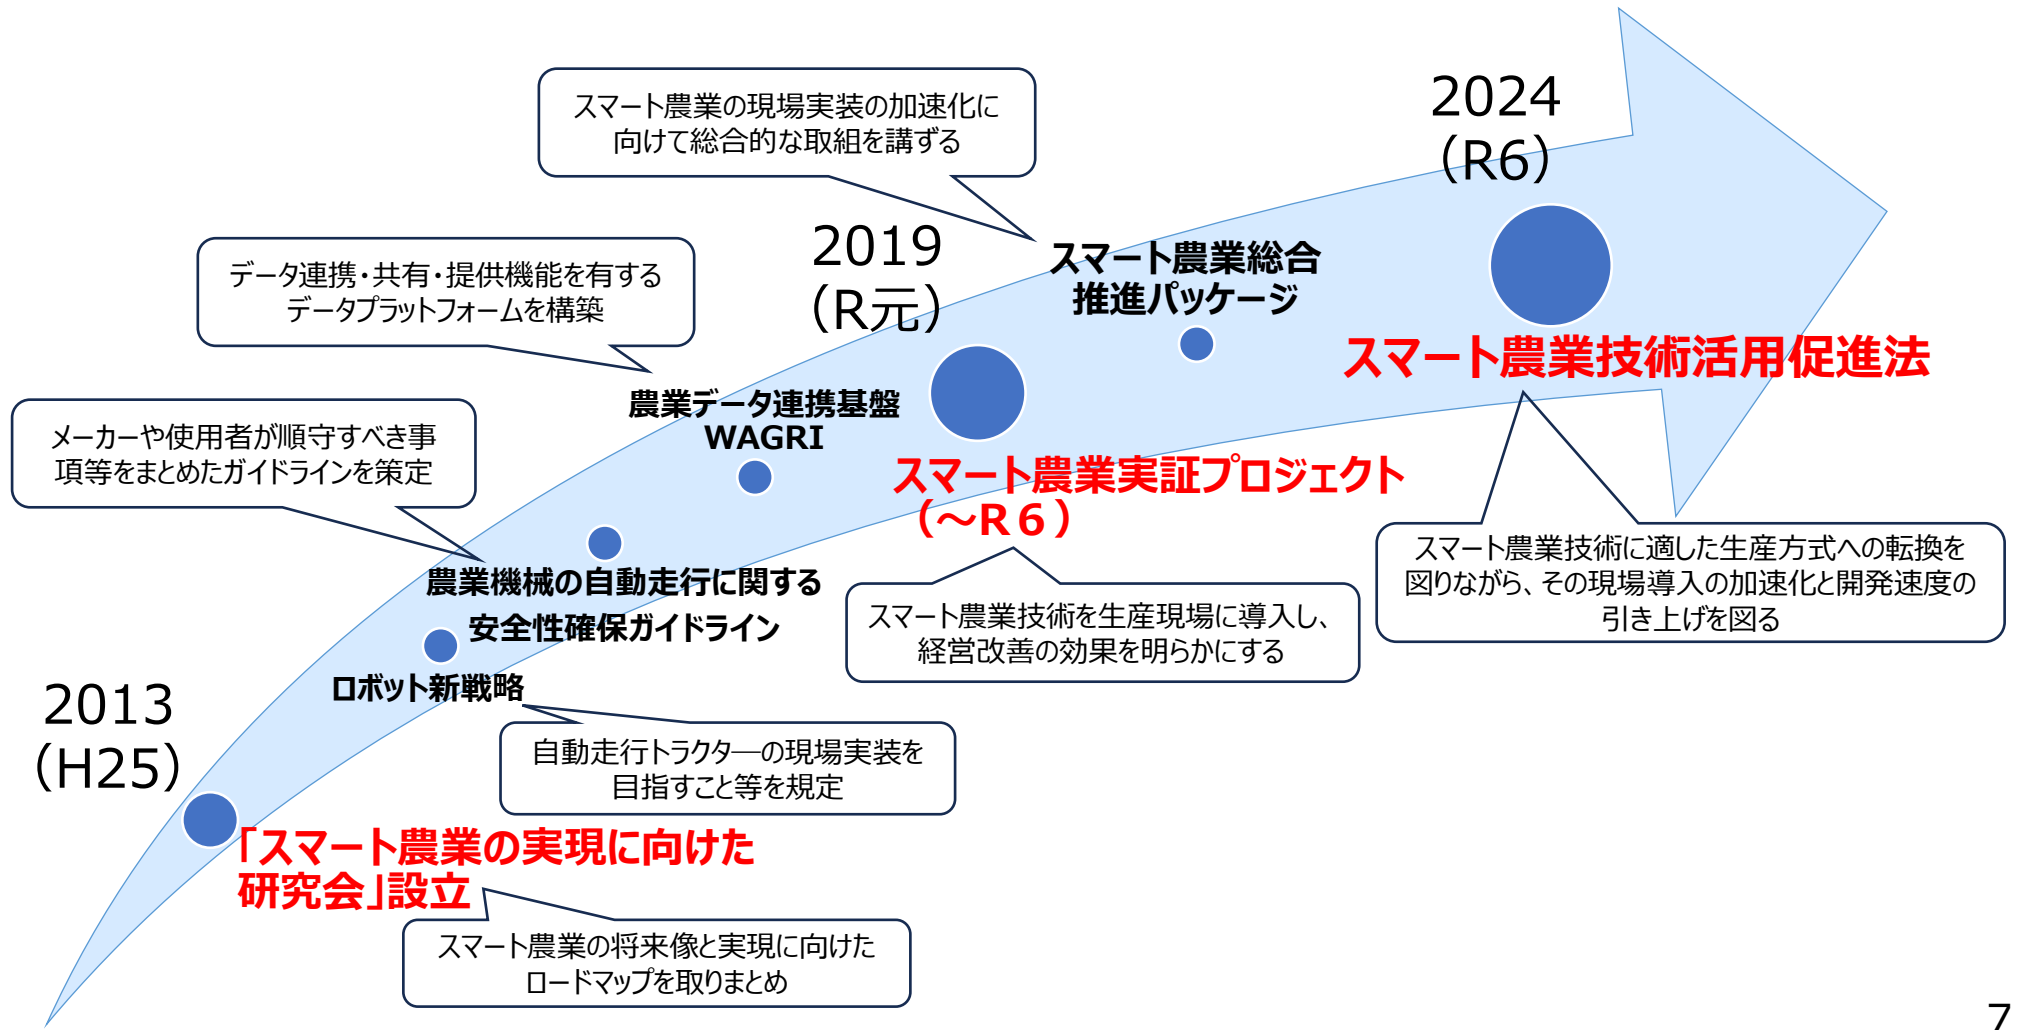 2013
（H25）
「スマート農業の実現に向けた
研究会」設立
スマート農業の将来像と実現に向けた
ロードマップを取りまとめ
ロボット新戦略
自動走行トラクタ―の現場実装を
目指すこと等を規定
メーカーや使用者が順守すべき事
項等をまとめたガイドラインを策定
農業機械の自動走行に関する
安全性確保ガイドライン
データ連携・共有・提供機能を有する
データプラットフォームを構築
農業データ連携基盤
WAGRI
2019
（R元）
スマート農業実証プロジェクト
（～R６）
スマート農業技術を生産現場に導入し、
経営改善の効果を明らかにする
スマート農業の現場実装の加速化に
向けて総合的な取組を講ずる
スマート農業総合
推進パッケージ
2024
（R6）
スマート農業技術活用促進法
スマート農業技術に適した生産方式への転換を
図りながら、その現場導入の加速化と開発速度の
引き上げを図る
7